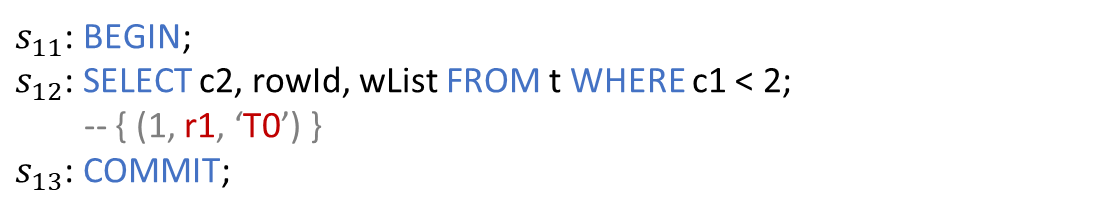 s11: BEGIN;
s12: SELECT c2, rowId, wList FROM t WHERE c1 < 2;
-- { (1, r1, ‘T0’) }
s13: COMMIT;